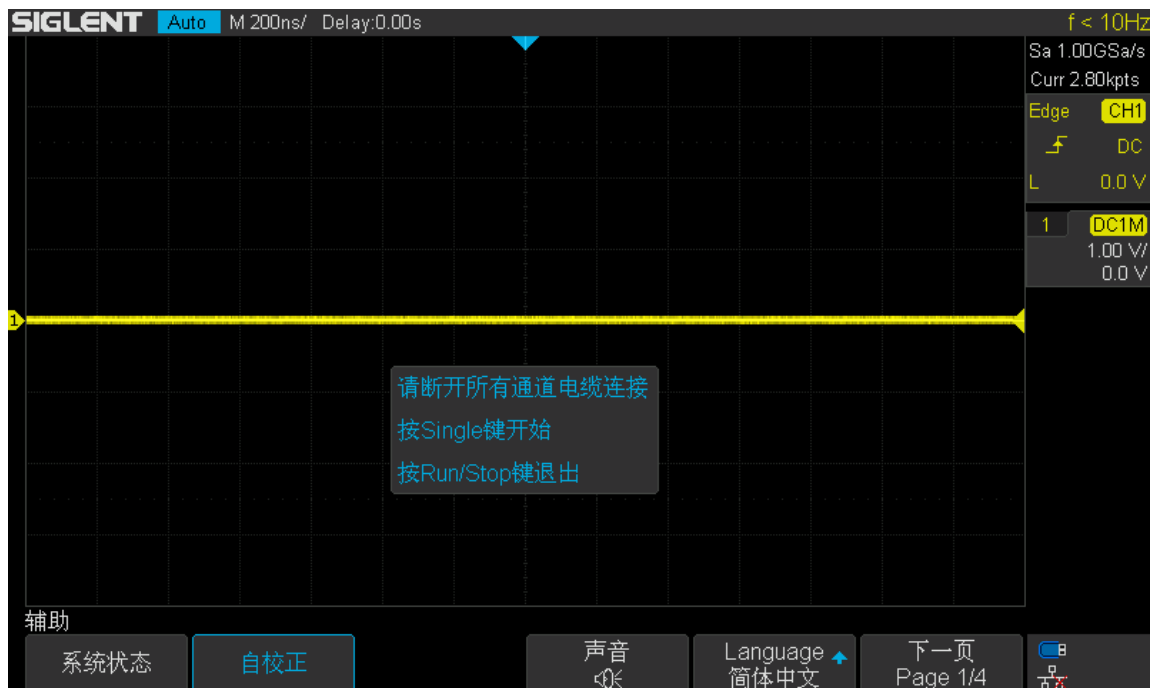 SIGLENT Auto M 200ns/ Delay:0.00s f < 10Hz
Sa 1.00GSa/s
Curr 2.80kpts
Edge CH1
DC
L 0.0 V
1 DC1M
1.00 V/
0.0 V
1
请断开所有通道电缆连接
按Single键开始
按Run/Stop键退出
辅助
系统状态 自校正 声音 Language 下一页
简体中文 Page 1/4